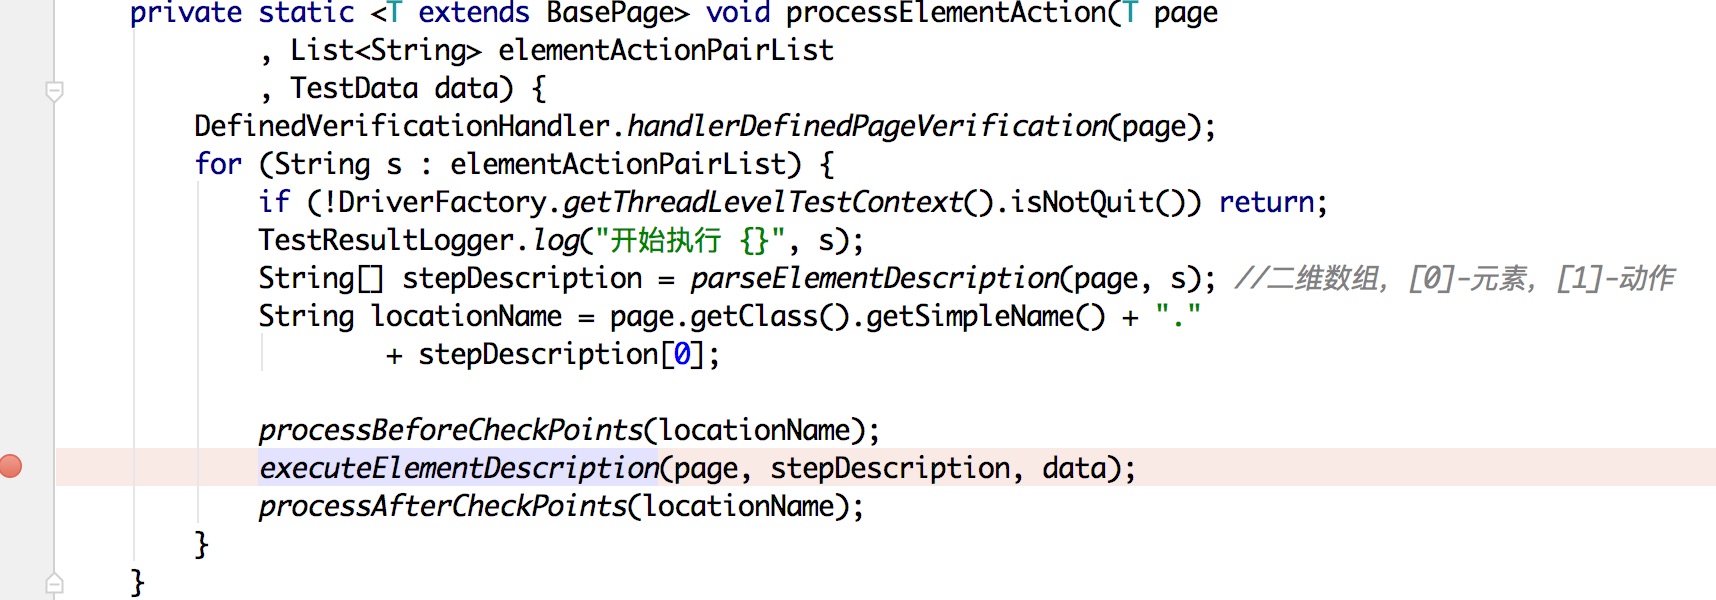 private static <T extends BasePage> void processElementAction(T page
, List<String> elementActionPairList
, TestData data) {
DefinedVerificationHandler.handlerDefinedPageVerification(page);
for (String s : elementActionPairList) {
if (!DriverFactory.getThreadLevelTestContext().isNotQuit()) return;
TestResultLogger.log("开始执行 {}", s);
String[] stepDescription = parseElementDescription(page, s); //二维数组, [0]-元素, [1]-动作
String locationName = page.getClass().getSimpleName() + "."
+ stepDescription[0];
processBeforeCheckPoints(locationName);
executeElementDescription(page, stepDescription, data);
processAfterCheckPoints(locationName);
}
}